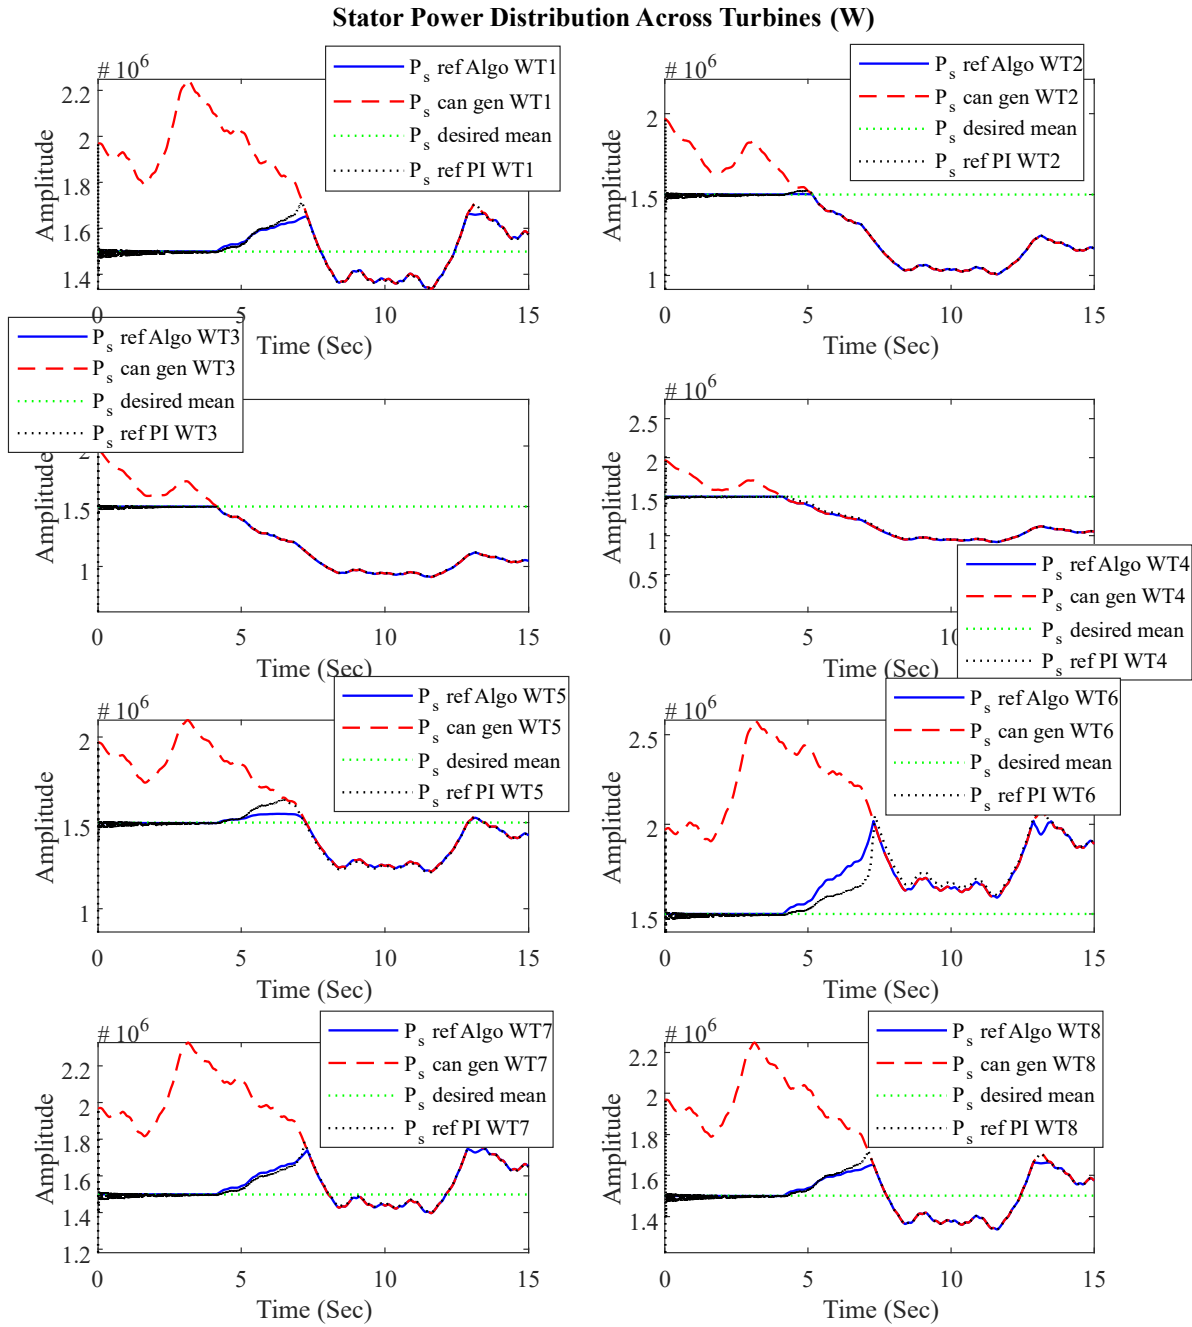 Stator Power Distribution Across Turbines (W)
# 10^6
P_s ref Algo WT1
P_s can gen WT1
P_s desired mean
P_s ref PI WT1
2.2
2
1.8
1.6
1.4
Amplitude
0 5 10 15
Time (Sec)
# 10^6
P_s ref Algo WT2
P_s can gen WT2
P_s desired mean
P_s ref PI WT2
2
1.5
1
Amplitude
0 5 10 15
Time (Sec)
P_s ref Algo WT3
P_s can gen WT3
P_s desired mean
P_s ref PI WT3
2
1.5
1
Amplitude
0 5 10 15
Time (Sec)
# 10^6
2.5
2
1.5
1
0.5
Amplitude
P_s ref Algo WT4
P_s can gen WT4
P_s desired mean
P_s ref PI WT4
0 5 10 15
Time (Sec)
# 10^6
P_s ref Algo WT5
P_s can gen WT5
P_s desired mean
P_s ref PI WT5
2
1.5
1
Amplitude
0 5 10 15
Time (Sec)
# 10^6
P_s ref Algo WT6
P_s can gen WT6
P_s desired mean
P_s ref PI WT6
2.5
2
1.5
Amplitude
0 5 10 15
Time (Sec)
# 10^6
P_s ref Algo WT7
P_s can gen WT7
P_s desired mean
P_s ref PI WT7
2.2
2
1.8
1.6
1.4
1.2
Amplitude
0 5 10 15
Time (Sec)
# 10^6
P_s ref Algo WT8
P_s can gen WT8
P_s desired mean
P_s ref PI WT8
2.2
2
1.8
1.6
1.4
Amplitude
0 5 10 15
Time (Sec)